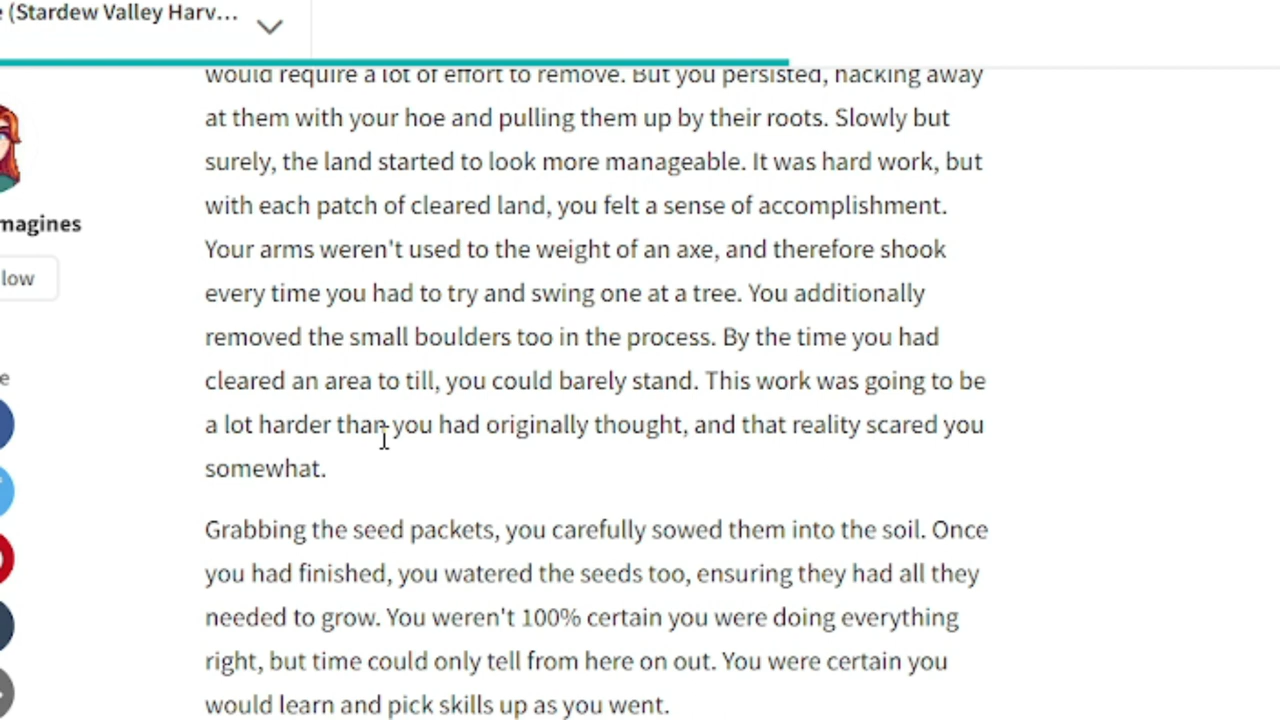 (Stardew Valley Harv...
would require a lot of effort to remove. But you persisted, hacking away
at them with your hoe and pulling them up by their roots. Slowly but
surely, the land started to look more manageable. It was hard work, but
with each patch of cleared land, you felt a sense of accomplishment.
magines
low
Your arms weren't used to the weight of an axe, and therefore shook
every time you had to try and swing one at a tree. You additionally
removed the small boulders too in the process. By the time you had
e
cleared an area to till, you could barely stand. This work was going to be
a lot harder than you had originally thought, and that reality scared you
somewhat.
Grabbing the seed packets, you carefully sowed them into the soil. Once
you had finished, you watered the seeds too, ensuring they had all they
needed to grow. You weren't 100% certain you were doing everything
right, but time could only tell from here on out. You were certain you
would learn and pick skills up as you went.